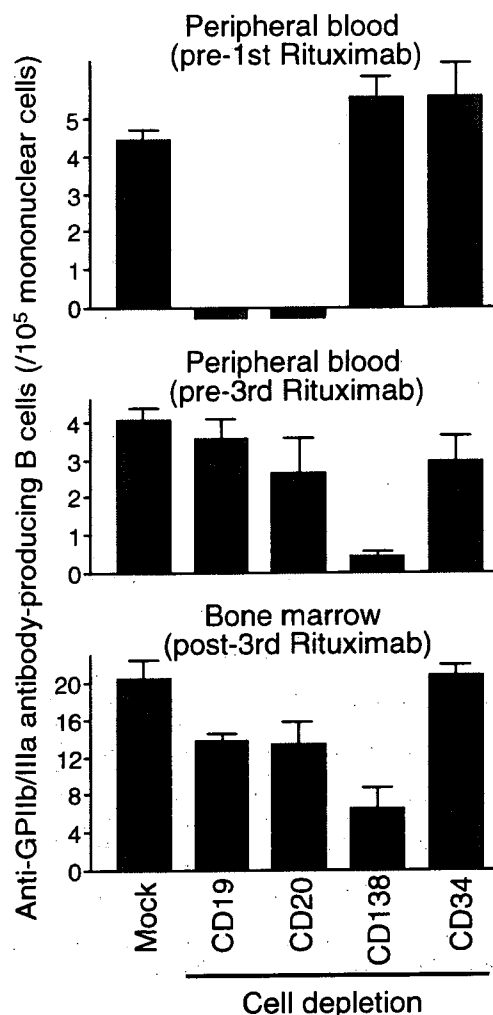 Peripheral blood
(pre-1st Rituximab)
5
4
3
2
1
0
Peripheral blood
(pre-3rd Rituximab)
4
3
2
1
0
Bone marrow
(post-3rd Rituximab)
20
16
12
8
4
0
Anti-GPIIb/IIIa antibody-producing B cells (/10⁵ mononuclear cells)
Mock
CD19
CD20
CD138
CD34
Cell depletion